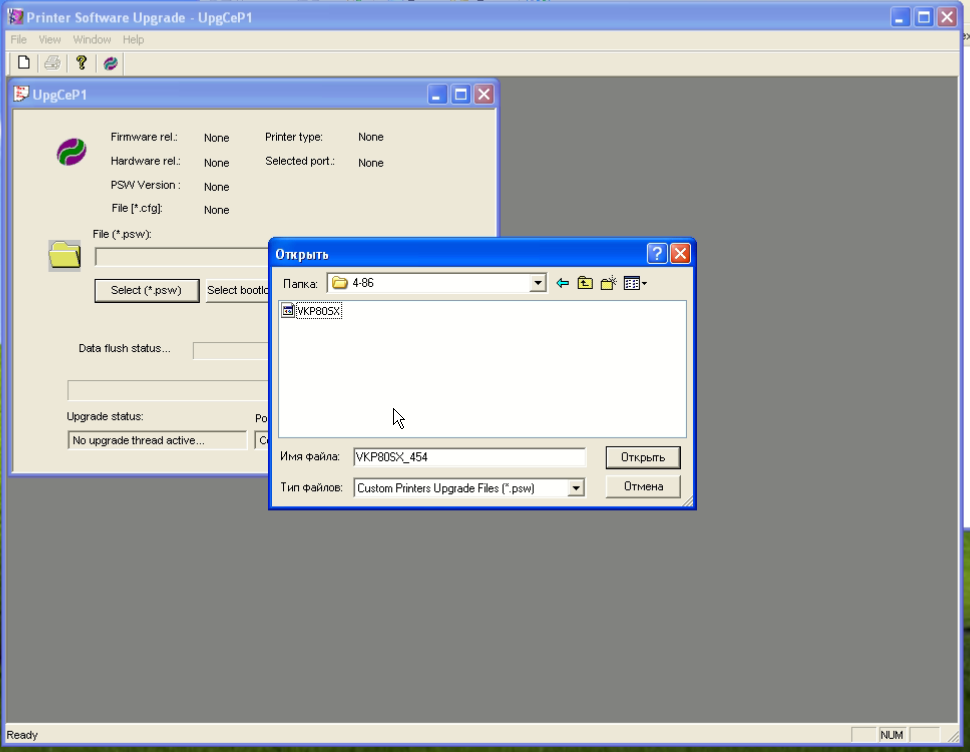 Printer Software Upgrade - UpgCeP1
File View Window Help
UpgCeP1
Firmware rel.: None Printer type: None
Hardware rel.: None Selected port.: None
PSW Version : None
File [*.cfg]: None
File (*.psw):
Select (*.psw) Select bootlo
Data flush status...
Upgrade status: Po
No upgrade thread active... Co
Открыть
Папка: 4-86
VKP80SX
Имя файла: VKP80SX_454 Открыть
Тип файлов: Custom Printers Upgrade Files (*.psw) Отмена
Ready NUM